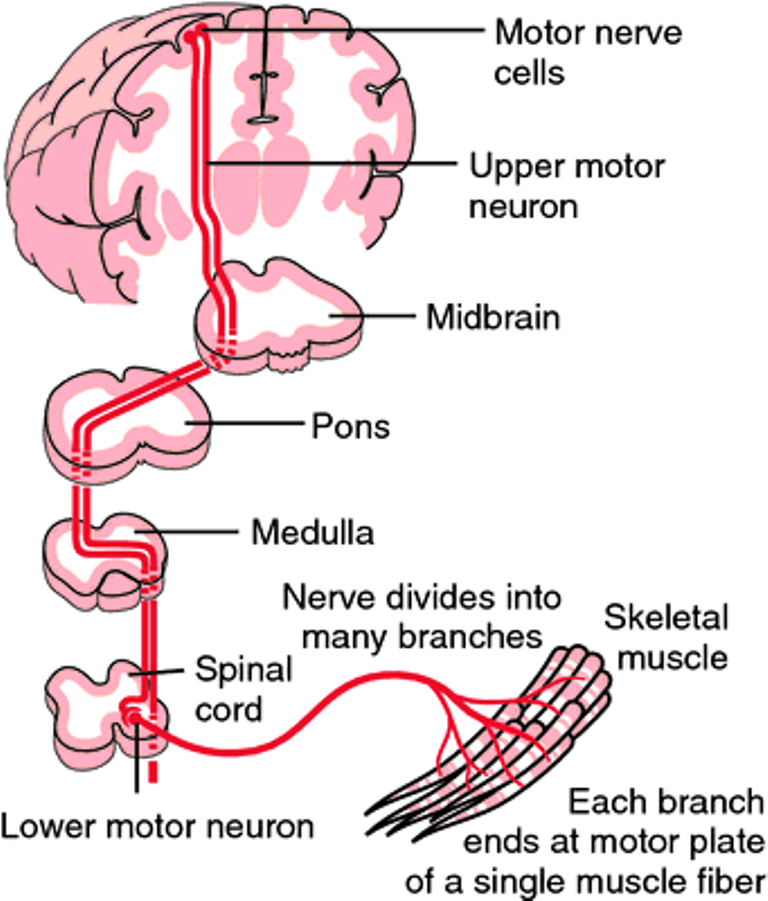 Motor nerve
cells
Upper motor
neuron
Midbrain
Pons
Medulla
Nerve divides into
many branches
Skeletal
muscle
Spinal
cord
Lower motor neuron
Each branch
ends at motor plate
of a single muscle fiber